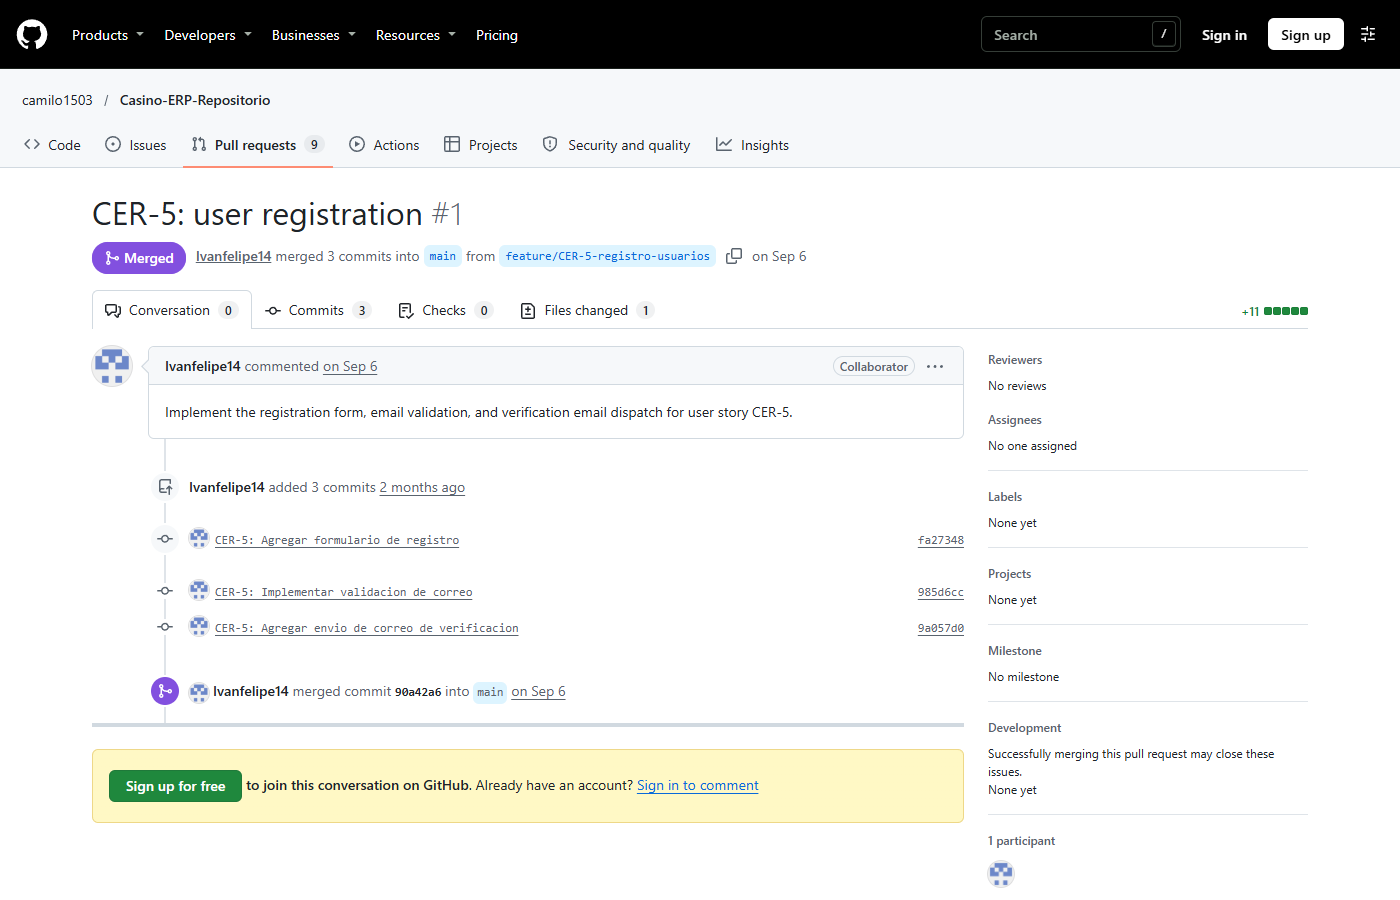 Products Developers Businesses Resources Pricing Search / Sign in Sign up
camilo1503 / Casino-ERP-Repositorio
Code Issues Pull requests 9 Actions Projects Security and quality Insights
CER-5: user registration #1
Merged Ivanfelipe14 merged 3 commits into main from feature/CER-5-registro-usuarios on Sep 6
Conversation 0 Commits 3 Checks 0 Files changed 1 +11
Ivanfelipe14 commented on Sep 6 Collaborator
Implement the registration form, email validation, and verification email dispatch for user story CER-5.
Ivanfelipe14 added 3 commits 2 months ago
CER-5: Agregar formulario de registro fa27348
CER-5: Implementar validacion de correo 985d6cc
CER-5: Agregar envio de correo de verificacion 9a057d0
Ivanfelipe14 merged commit 90a42a6 into main on Sep 6
Sign up for free to join this conversation on GitHub. Already have an account? Sign in to comment
Reviewers
No reviews
Assignees
No one assigned
Labels
None yet
Projects
None yet
Milestone
No milestone
Development
Successfully merging this pull request may close these
issues.
None yet
1 participant